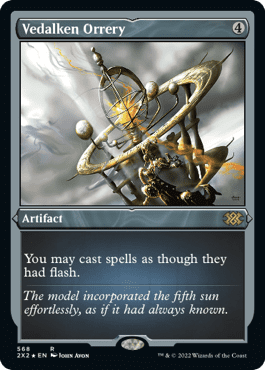 Vedalken Orrery 4
Artifact
You may cast spells as though they
had flash.
The model incorporated the fifth sun
effortlessly, as if it had always known.
568 R
2X2 ★ EN John Avon
™ & © 2022 Wizards of the Coast